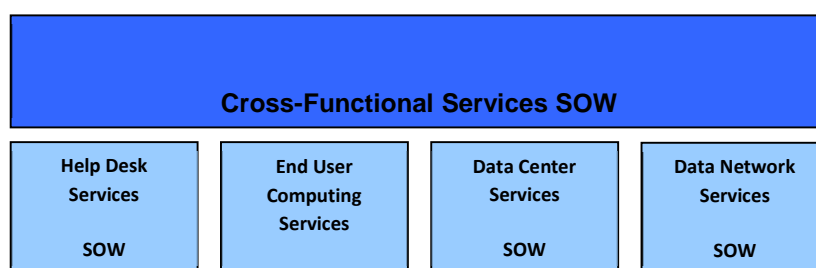 Cross-Functional Services SOW
Help Desk
Services
SOW
End User
Computing
Services
Data Center
Services
SOW
Data Network
Services
SOW